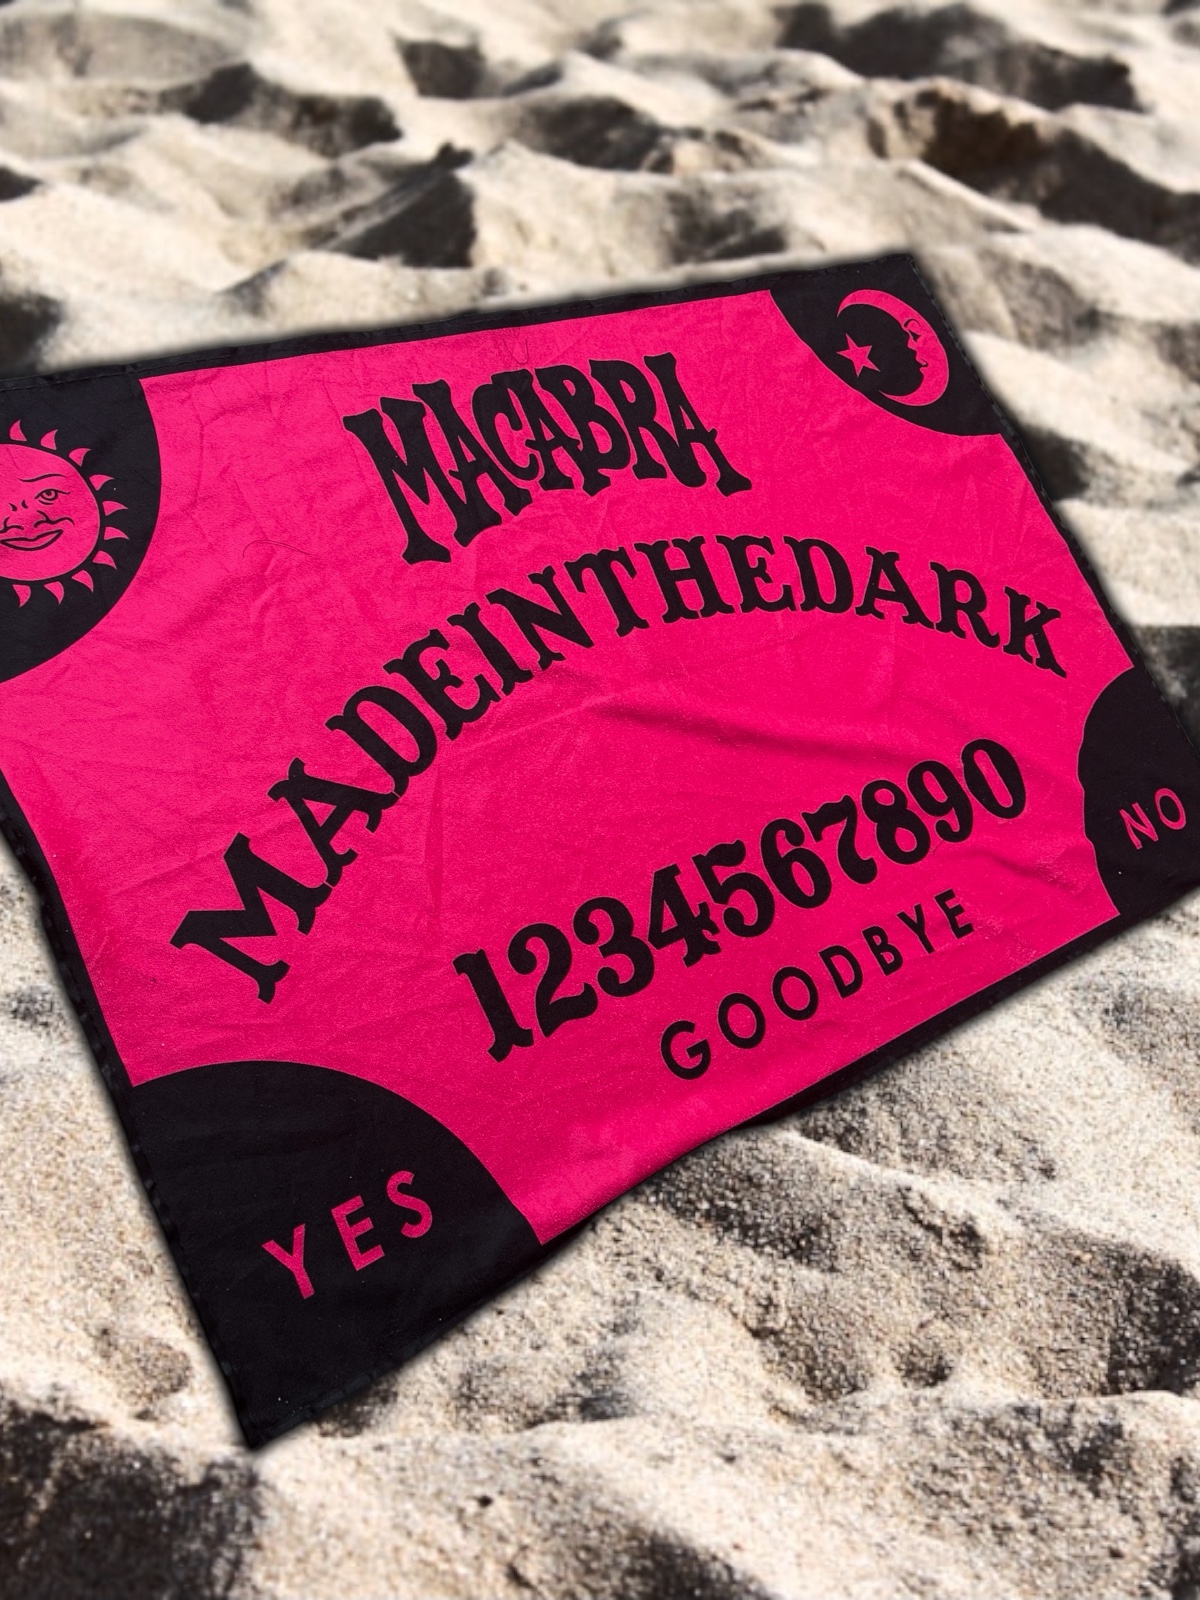 MACABRA
MADEINTHEDARK
1234567890
GOODBYE
YES
NO